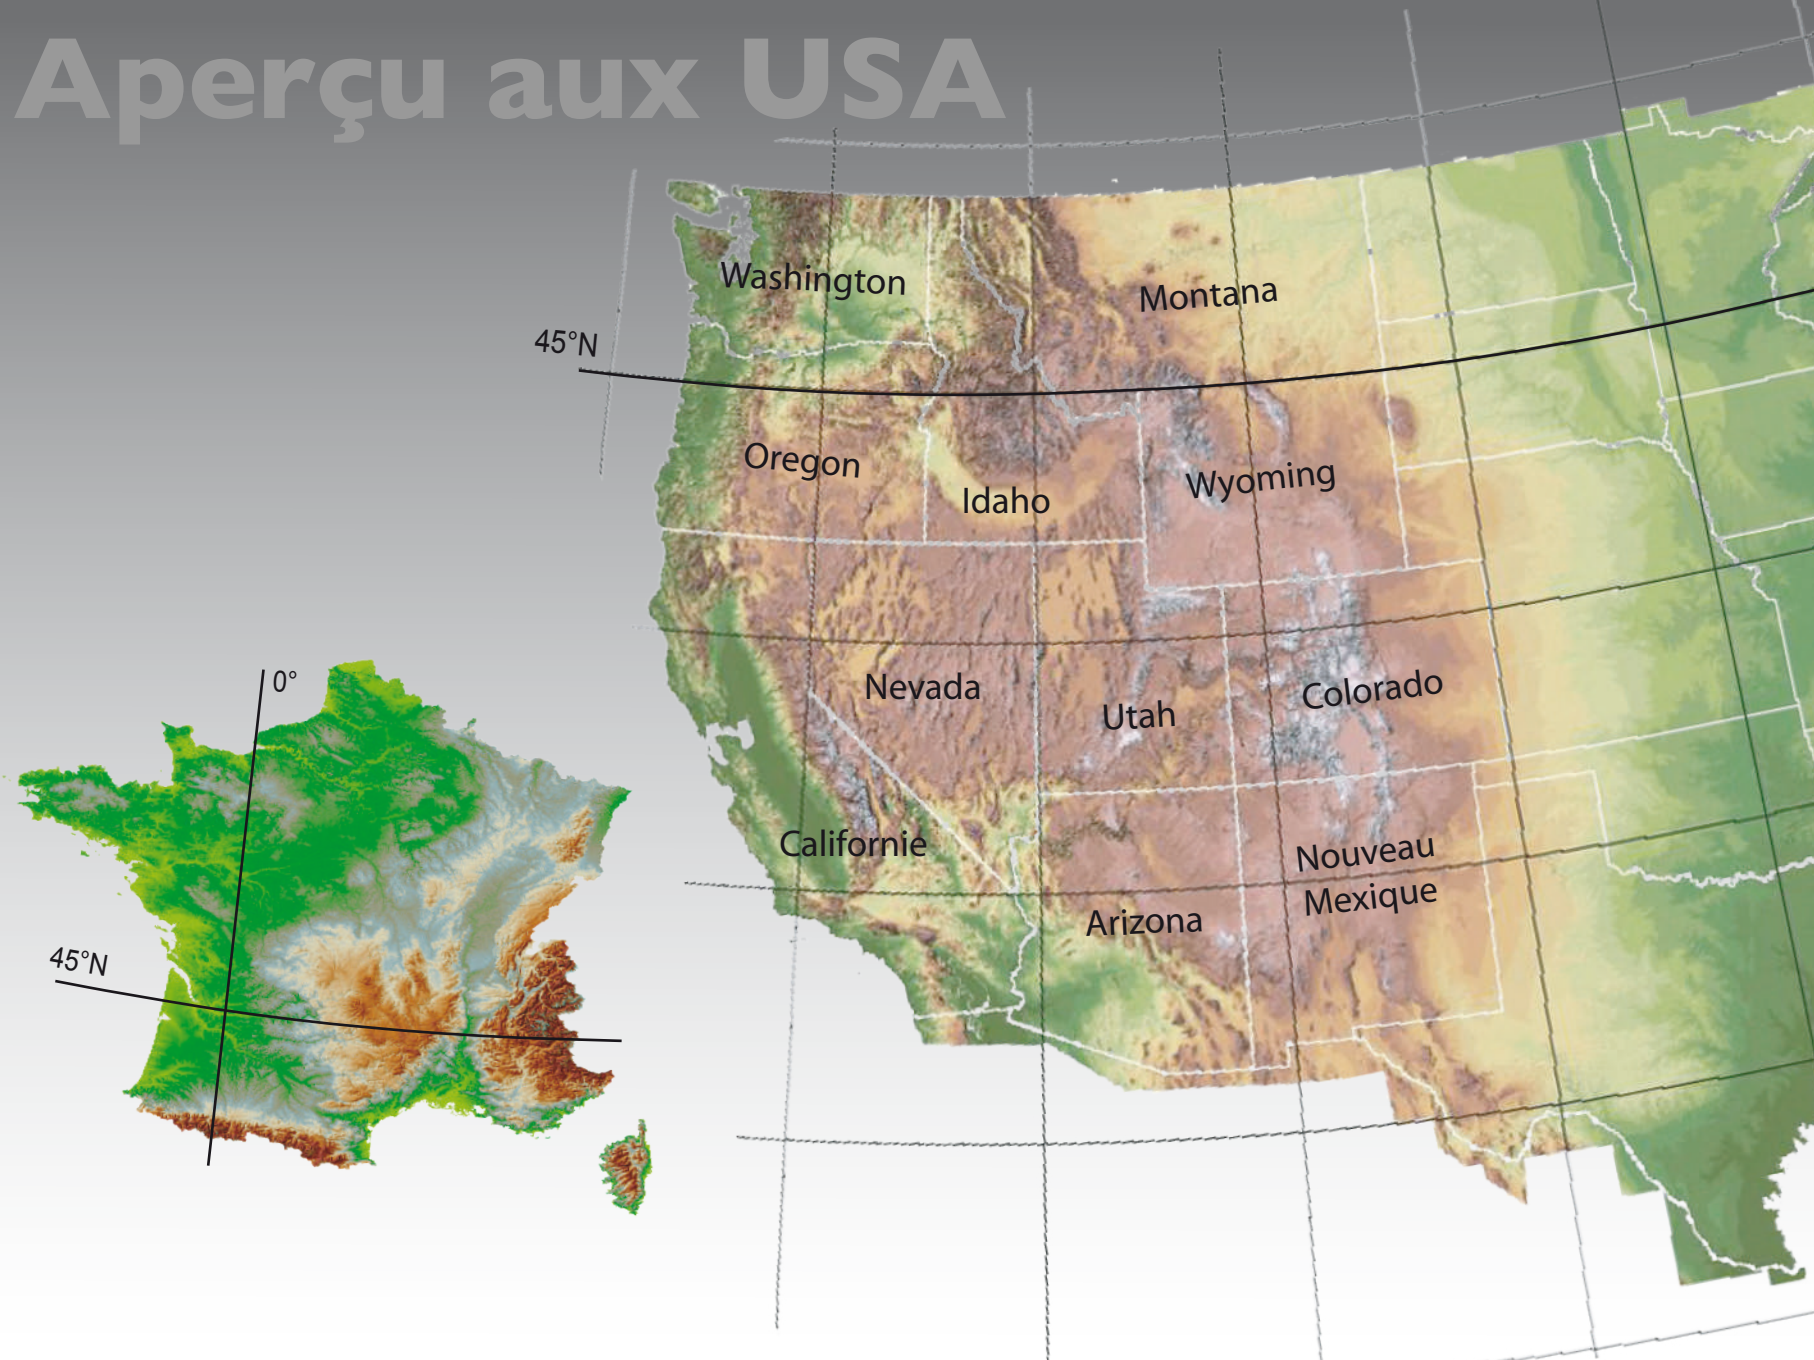 Aperçu aux USA
Washington
Montana
45°N
Oregon
Idaho
Wyoming
Nevada
Utah
Colorado
0°
Californie
Nouveau
Mexique
Arizona
45°N